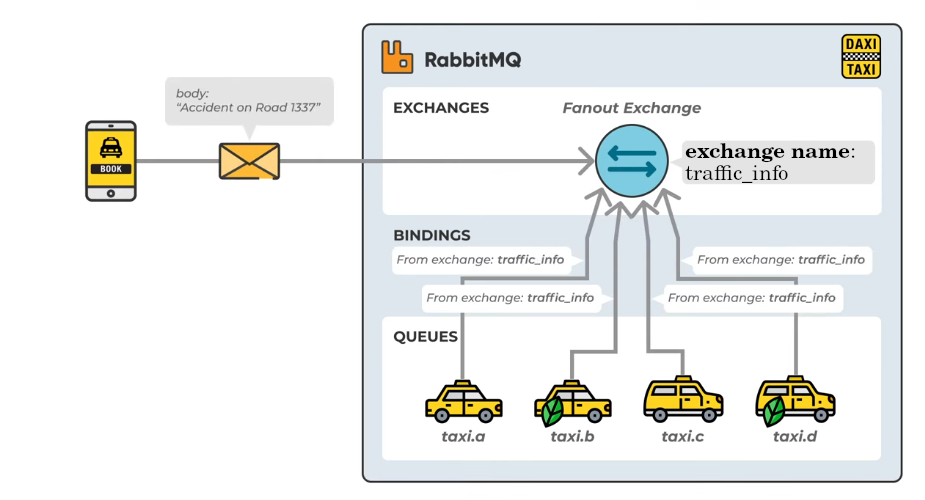 RabbitMQ
DAXI
TAXI
body:
“Accident on Road 1337”
BOOK
EXCHANGES
Fanout Exchange
exchange name:
traffic_info
BINDINGS
From exchange: traffic_info
From exchange: traffic_info
From exchange: traffic_info
From exchange: traffic_info
QUEUES
taxi.a
taxi.b
taxi.c
taxi.d